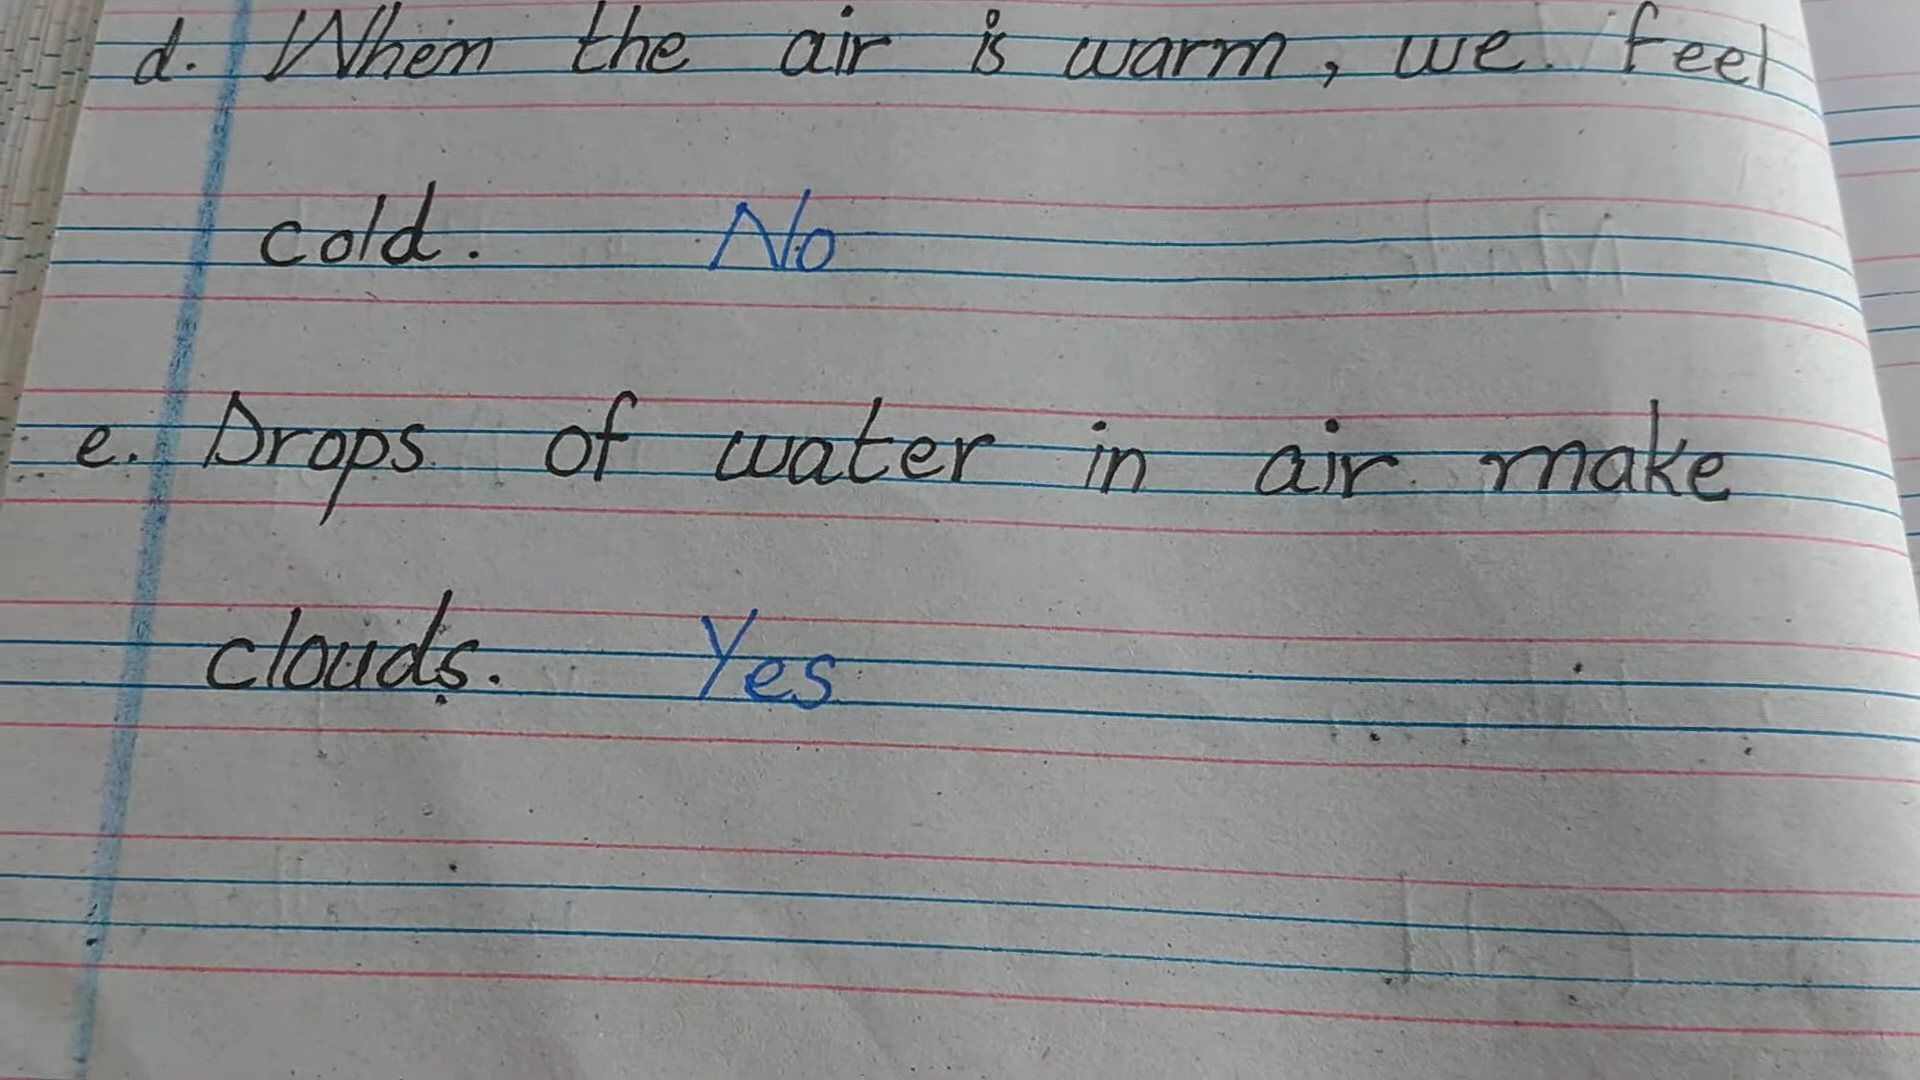 d. When the air is warm, we feel
cold. No
e. Drops of water in air make
clouds. Yes